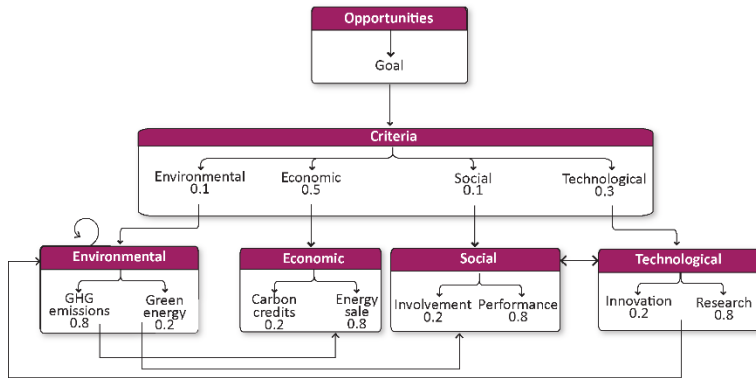 Opportunities
Goal
Criteria
Environmental Economic Social Technological
0.1 0.5 0.1 0.3
Environmental Economic Social Technological
GHG Green Carbon Energy Involvement Performance Innovation Research
emissions energy credits sale 0.2 0.8 0.2 0.8
0.8 0.2 0.2 0.8